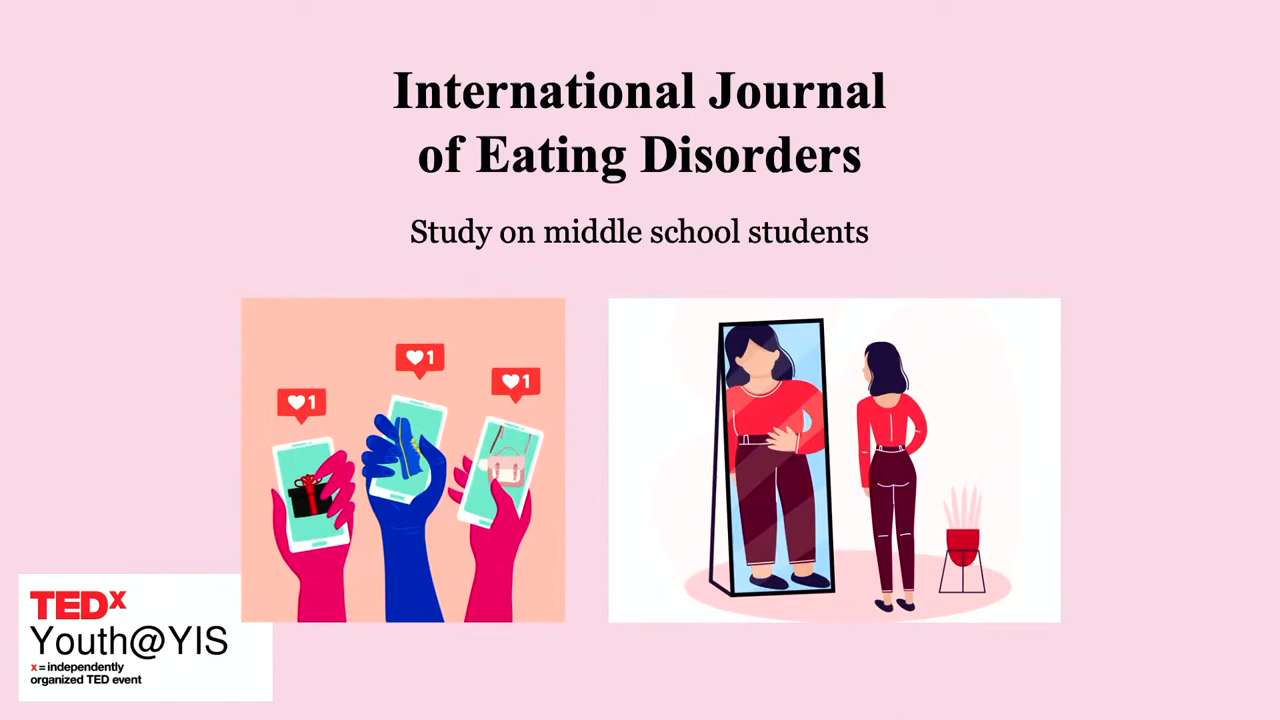 International Journal
of Eating Disorders
Study on middle school students
1
1
1
TEDx
Youth@YIS
x = independently
organized TED event